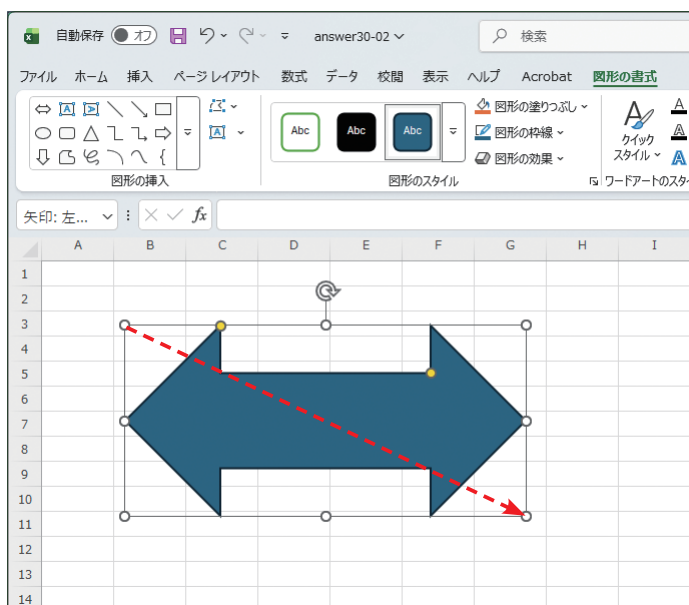 自動保存 オフ answer30-02 検索
ファイル ホーム 挿入 ページ レイアウト 数式 データ 校閲 表示 ヘルプ Acrobat 図形の書式
Abc Abc Abc
図形の塗りつぶし
図形の枠線
図形の効果
クイック
スタイル
A
A
A
A
図形の挿入 図形のスタイル ワードアートのスタ
矢印: 左... fx
A B C D E F G H I
1
2
3
4
5
6
7
8
9
10
11
12
13
14